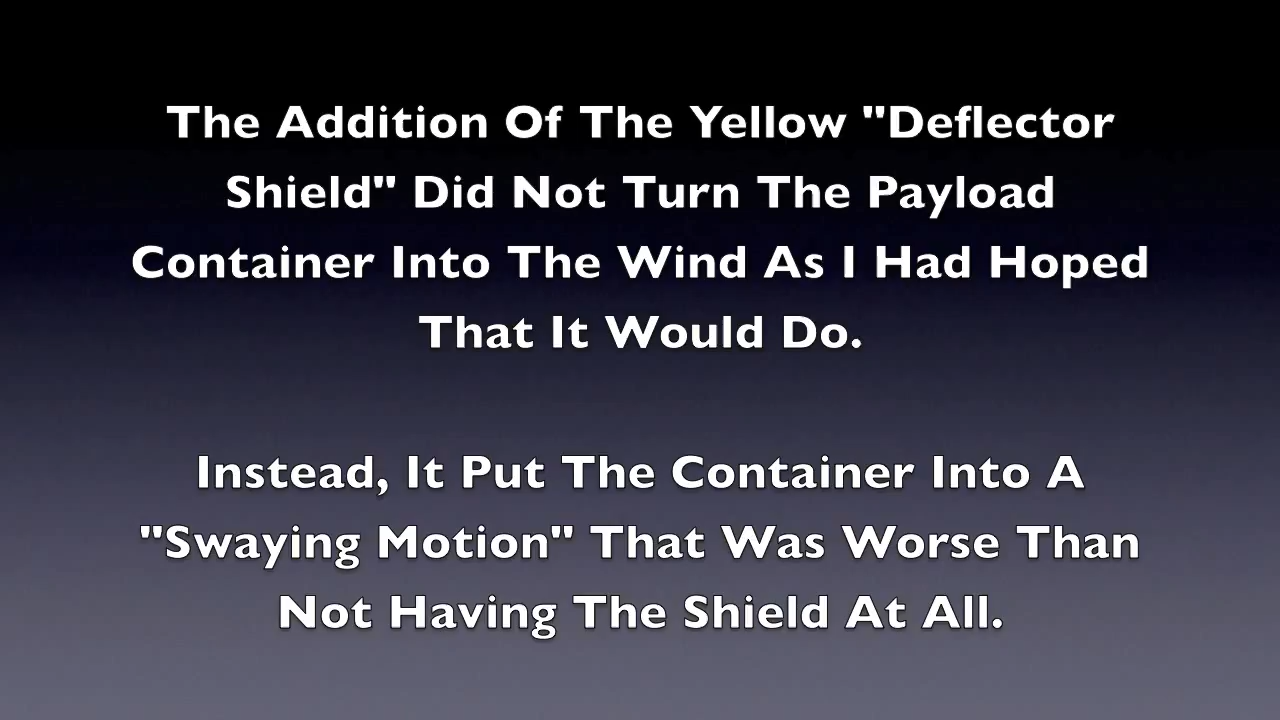 The Addition Of The Yellow "Deflector
Shield" Did Not Turn The Payload
Container Into The Wind As I Had Hoped
That It Would Do.
Instead, It Put The Container Into A
"Swaying Motion" That Was Worse Than
Not Having The Shield At All.